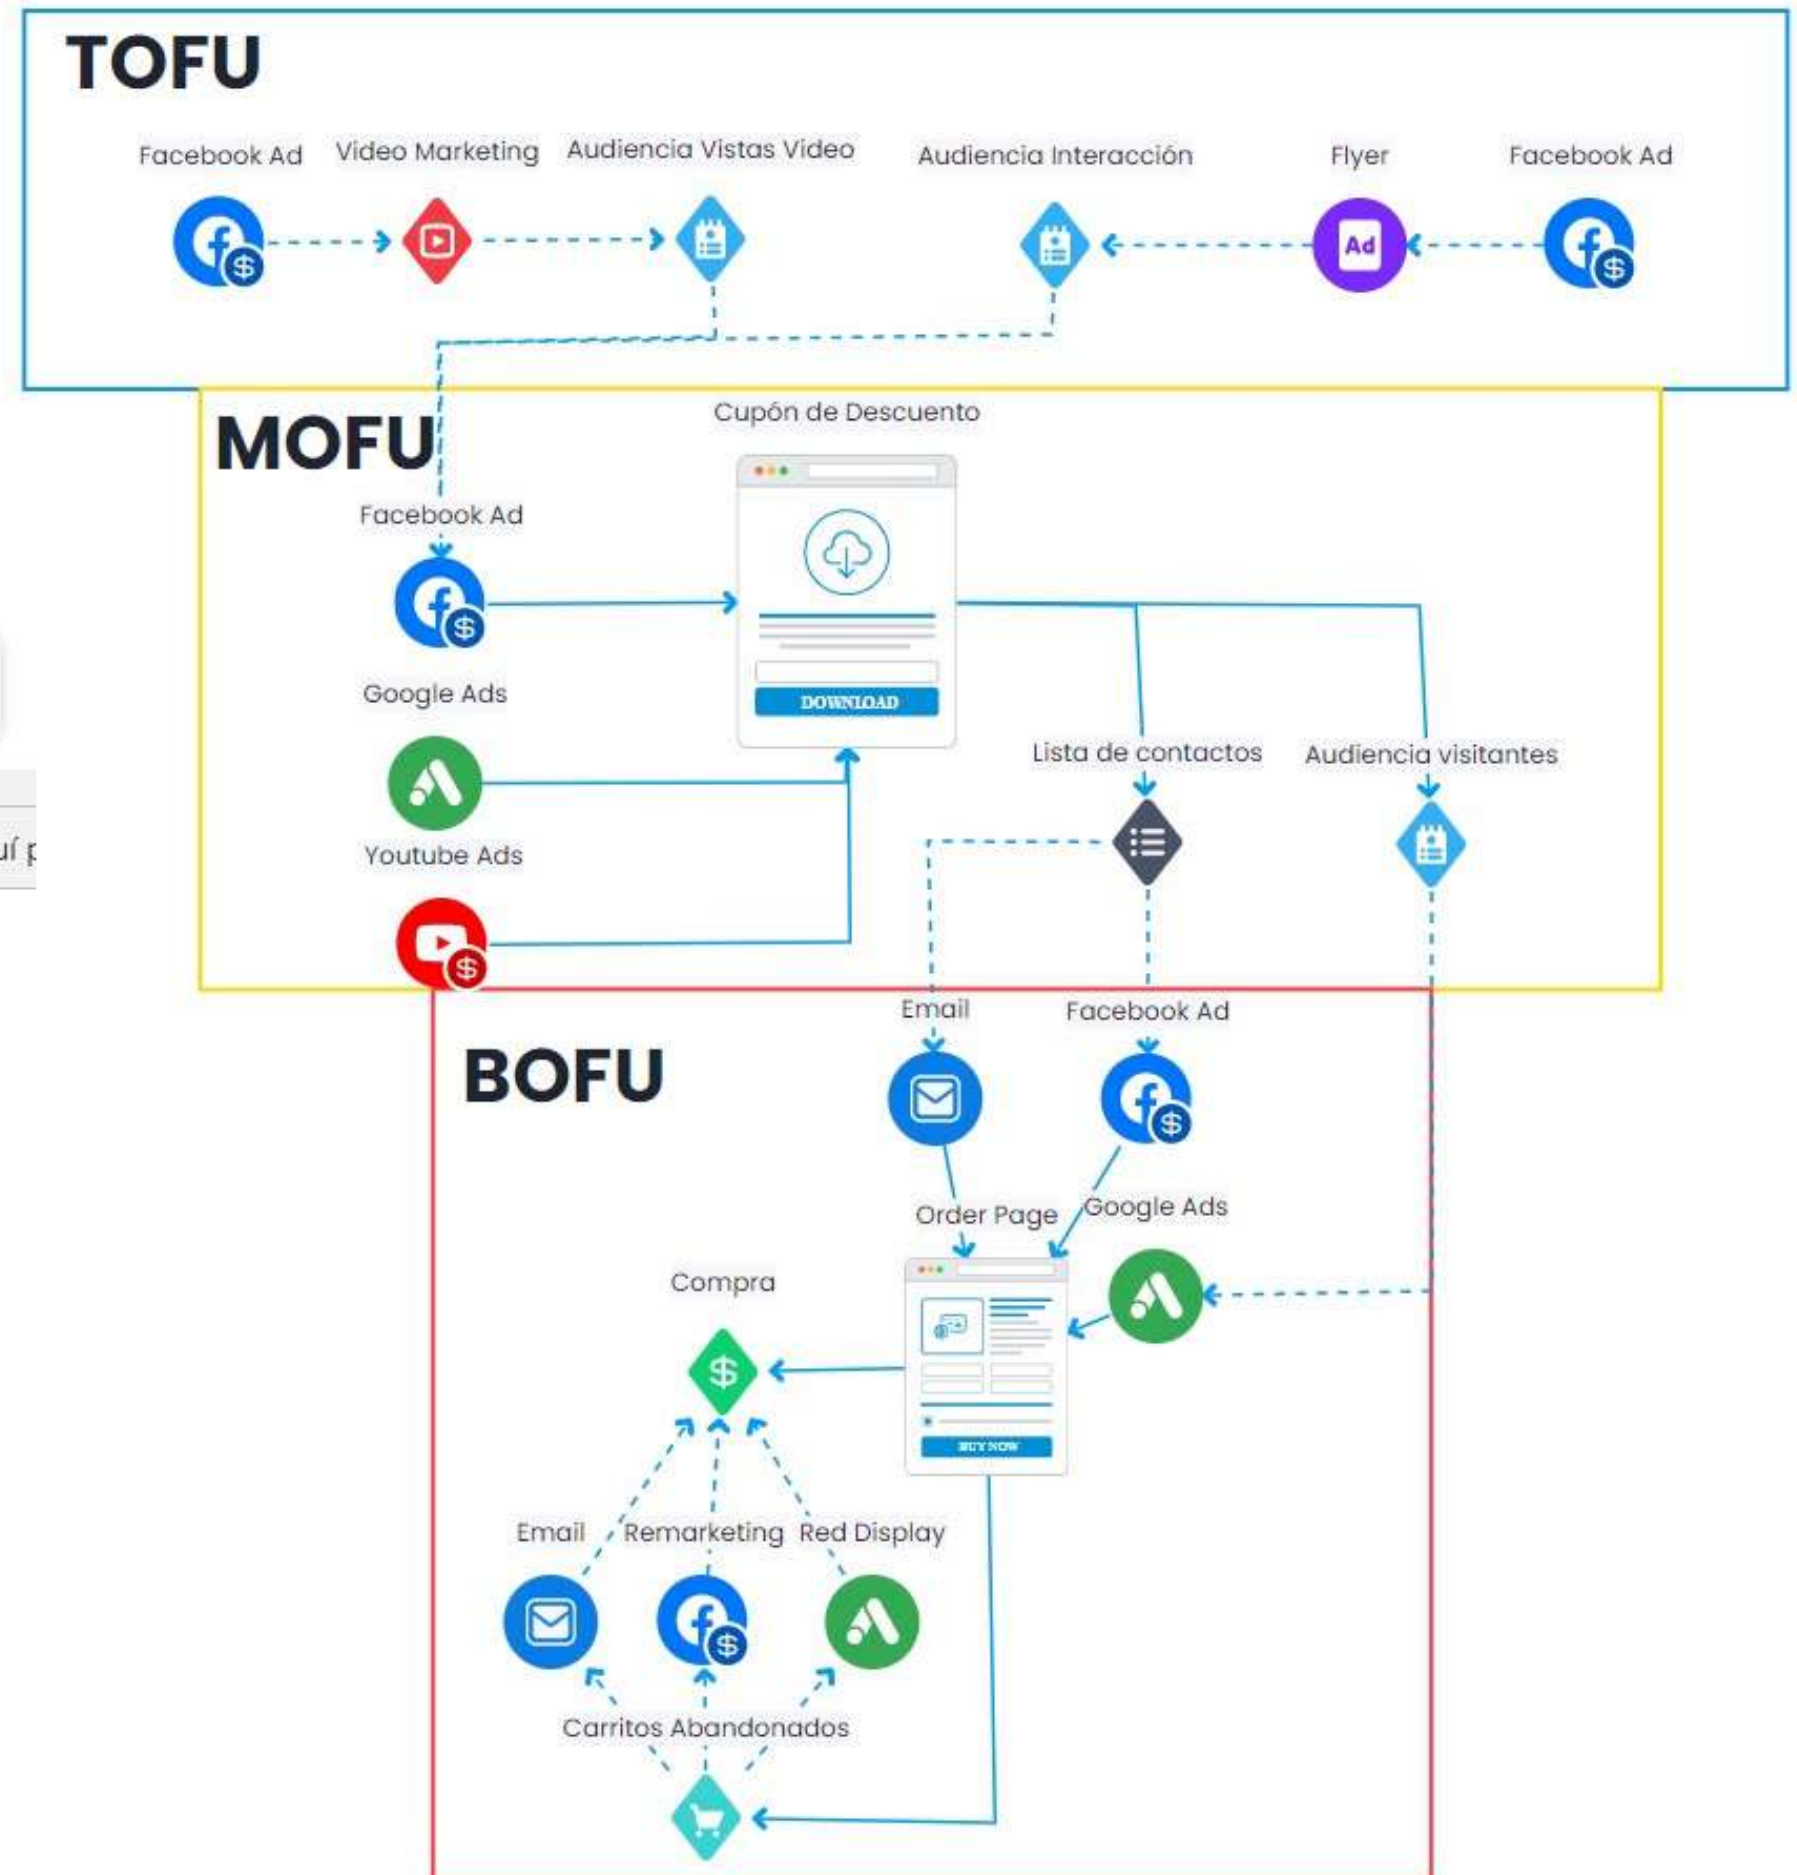 TOFU
Facebook Ad
Video Marketing
Audiencia Vistas Video
Audiencia Interacción
Flyer
Facebook Ad
Ad
MOFU
Cupón de Descuento
Facebook Ad
DOWNLOAD
Google Ads
Lista de contactos
Audiencia visitantes
Youtube Ads
Email
Facebook Ad
BOFU
Order Page
Google Ads
Compra
BUY NOW
Email
Remarketing
Red Display
Carritos Abandonados